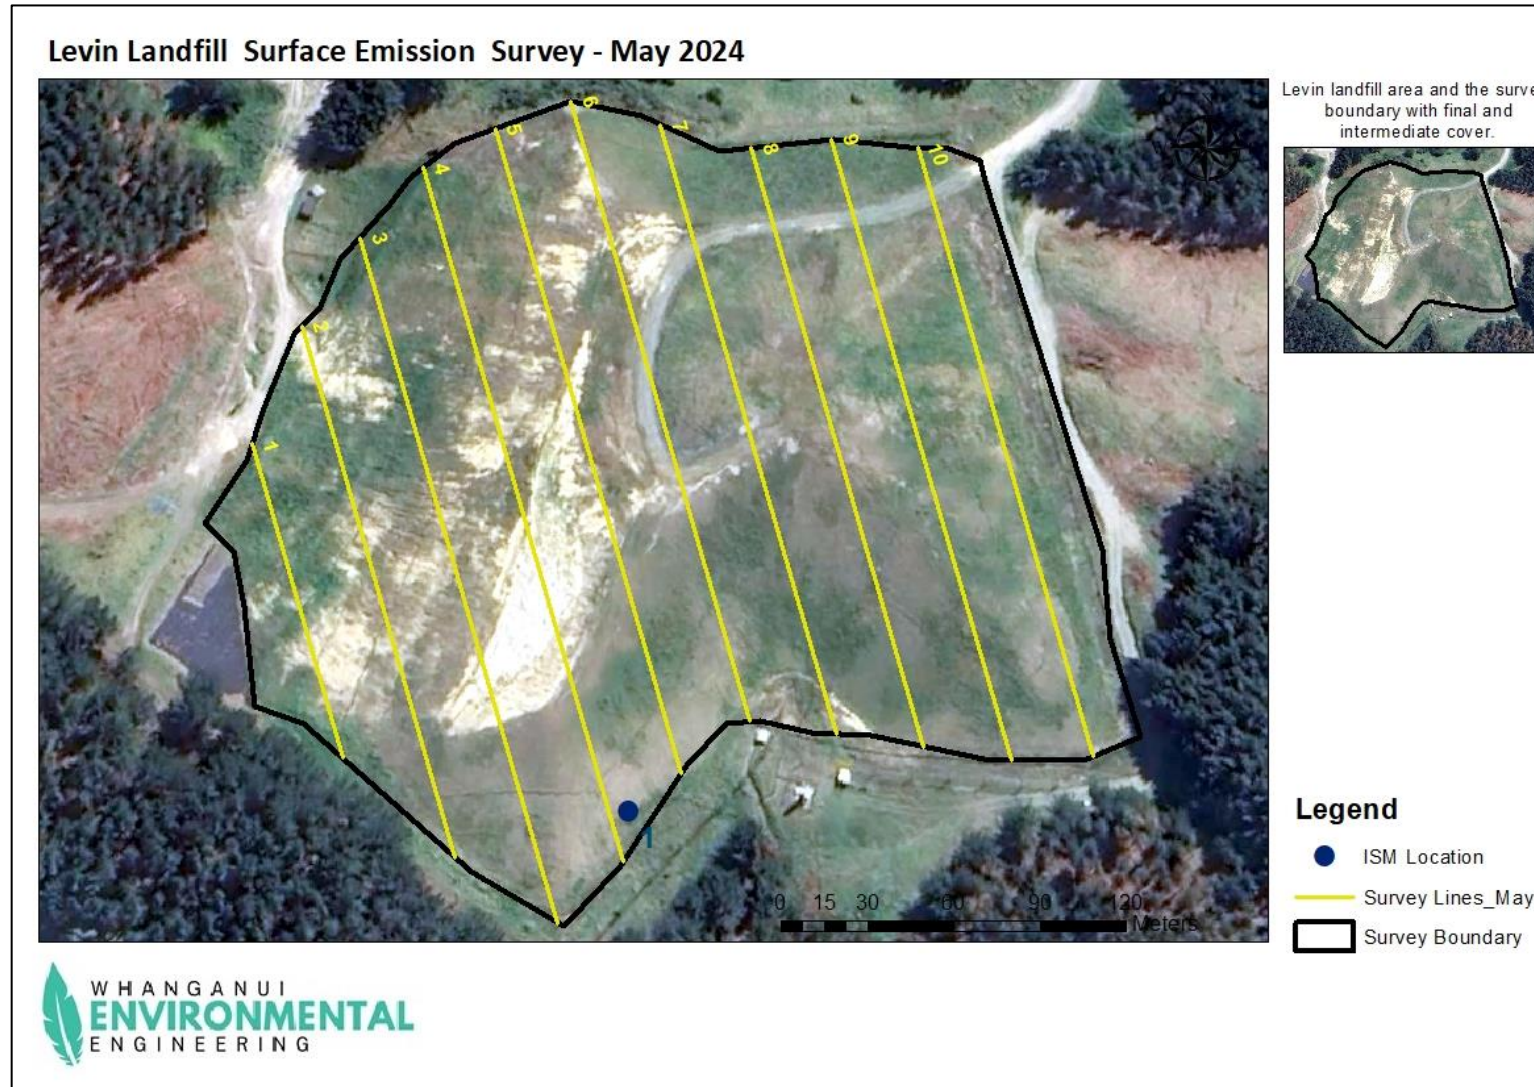 Levin Landfill Surface Emission Survey - May 2024
1
2
3
4
5
6
7
8
9
10
1
0 15 30 60 90 120
Meters
Levin landfill area and the surve
boundary with final and
intermediate cover.
Legend
ISM Location
Survey Lines_May
Survey Boundary
WHANGANUI
ENVIRONMENTAL
ENGINEERING